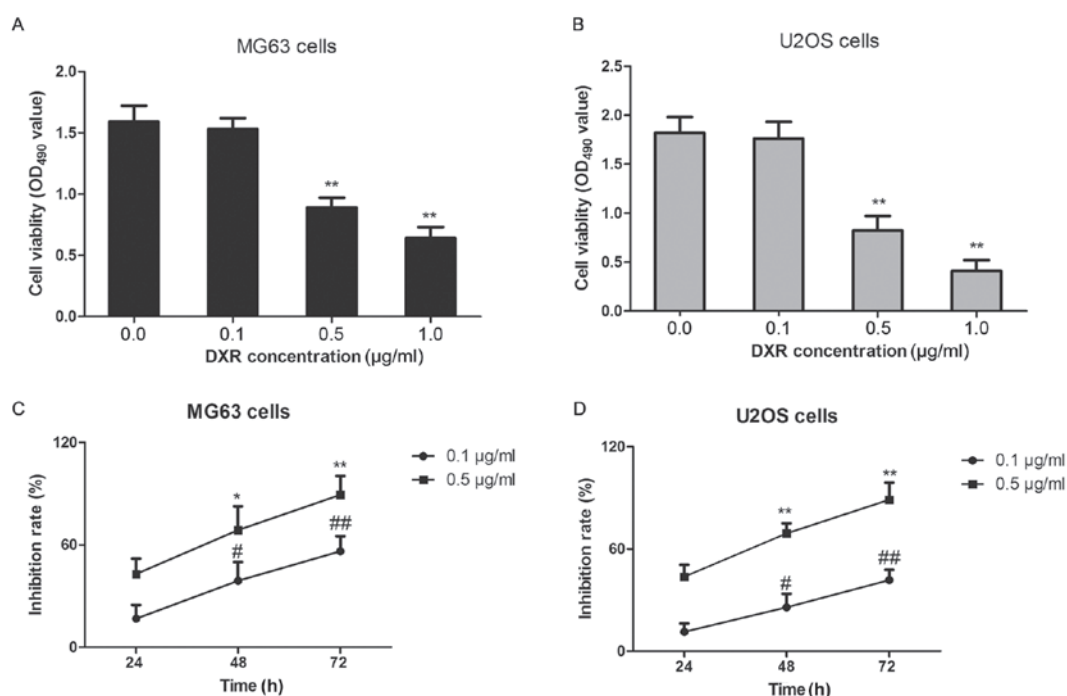 A
MG63 cells
Cell viablity (OD490 value)
2.0
1.5
1.0
0.5
0.0
**
**
0.0 0.1 0.5 1.0
DXR concentration (µg/ml)
B
U2OS cells
Cell viablity (OD490 value)
2.5
2.0
1.5
1.0
0.5
0.0
**
**
0.0 0.1 0.5 1.0
DXR concentration (µg/ml)
C
MG63 cells
Inhibition rate (%)
120
60
0
*
**
#
##
24 48 72
Time (h)
0.1 µg/ml
0.5 µg/ml
D
U2OS cells
Inhibition rate (%)
120
60
0
**
**
#
##
24 48 72
Time (h)
0.1 µg/ml
0.5 µg/ml